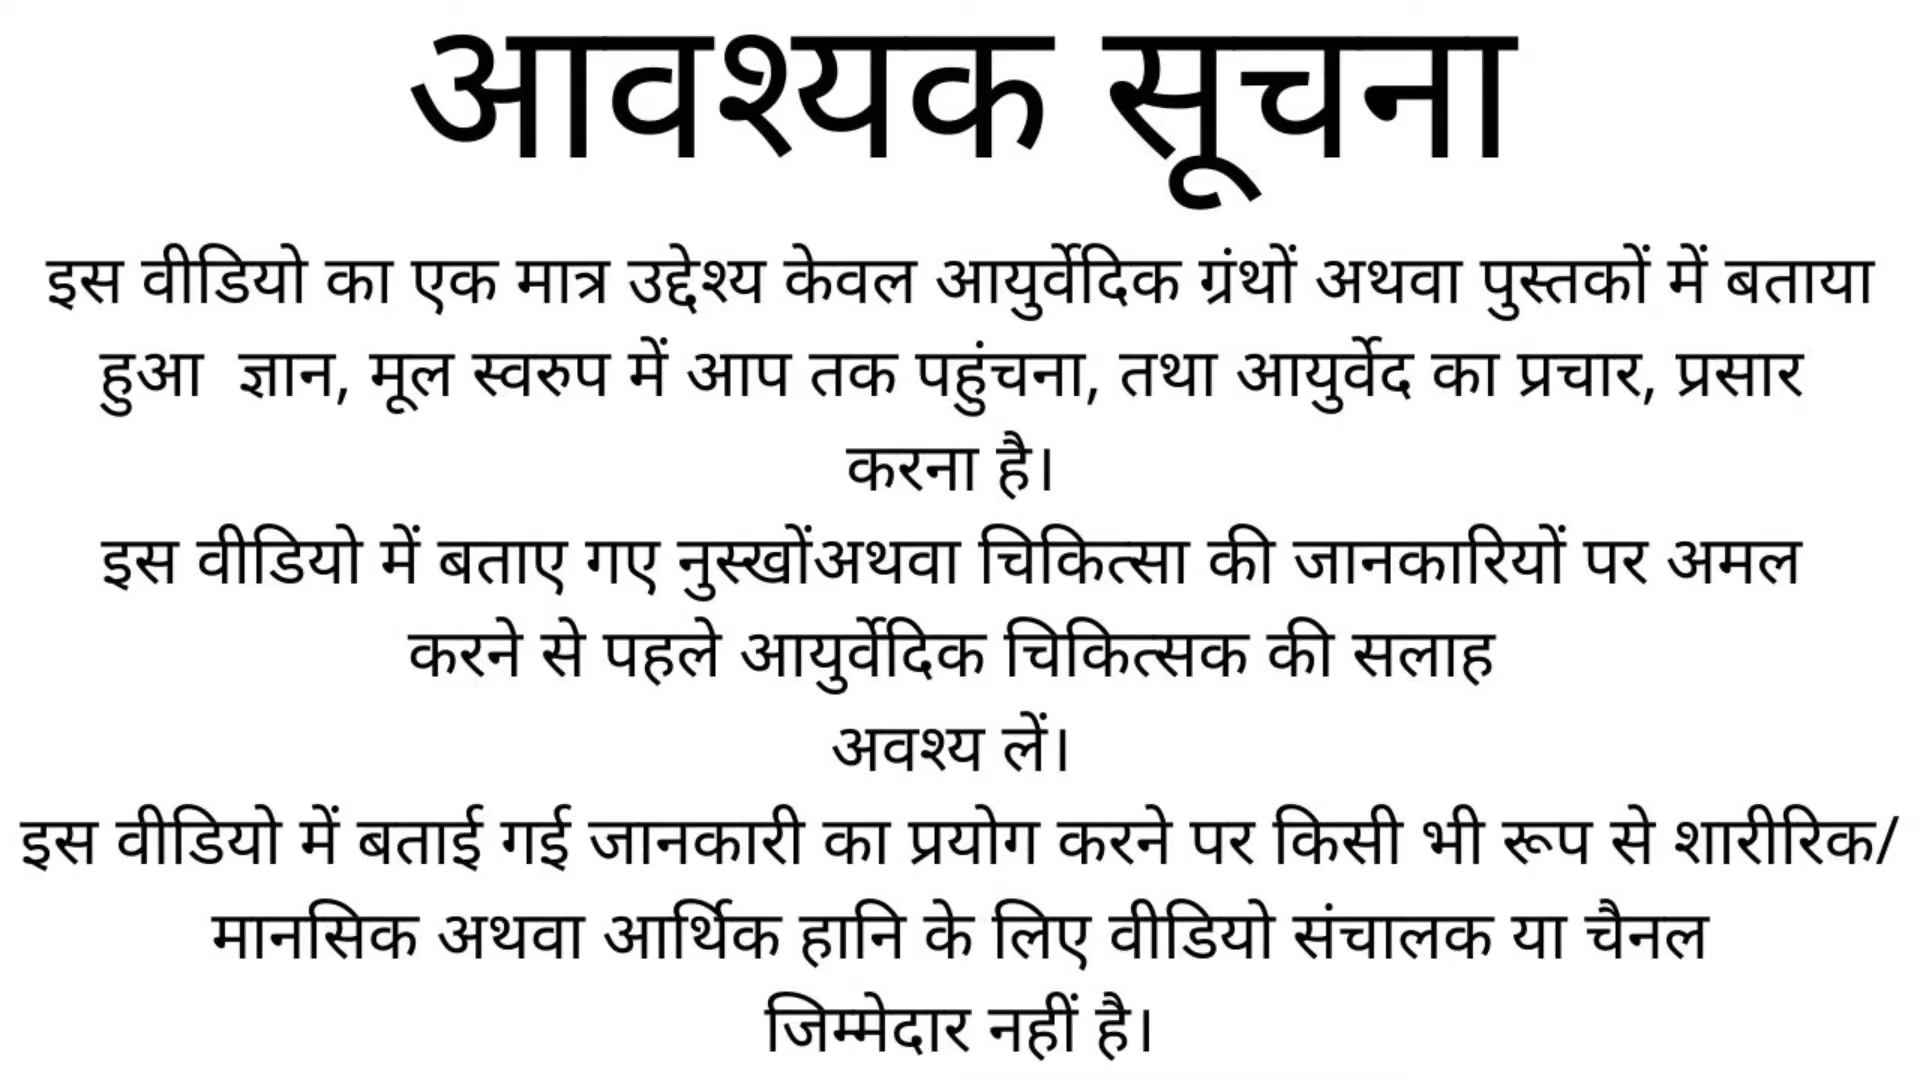 आवश्यक सूचना
इस वीडियो का एक मात्र उद्देश्य केवल आयुर्वेदिक ग्रंथों अथवा पुस्तकों में बताया
हुआ  ज्ञान, मूल स्वरुप में आप तक पहुंचना, तथा आयुर्वेद का प्रचार, प्रसार
करना है।
इस वीडियो में बताए गए नुस्खोंअथवा चिकित्सा की जानकारियों पर अमल
करने से पहले आयुर्वेदिक चिकित्सक की सलाह
अवश्य लें।
इस वीडियो में बताई गई जानकारी का प्रयोग करने पर किसी भी रूप से शारीरिक/
मानसिक अथवा आर्थिक हानि के लिए वीडियो संचालक या चैनल
जिम्मेदार नहीं है।